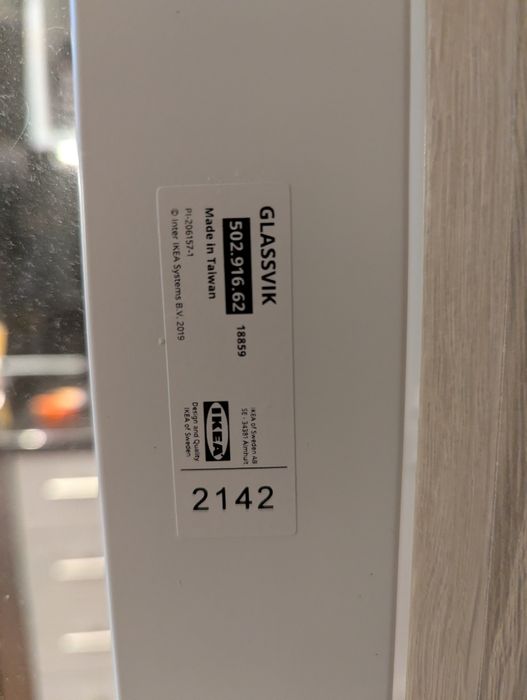 GLASSVIK
502.916.62 18859
Made in Taiwan
PI-206157-1
© Inter IKEA Systems B.V. 2019
IKEA of Sweden AB
SE - 34381 Älmhult
IKEA
Design and Quality
IKEA of Sweden
2142